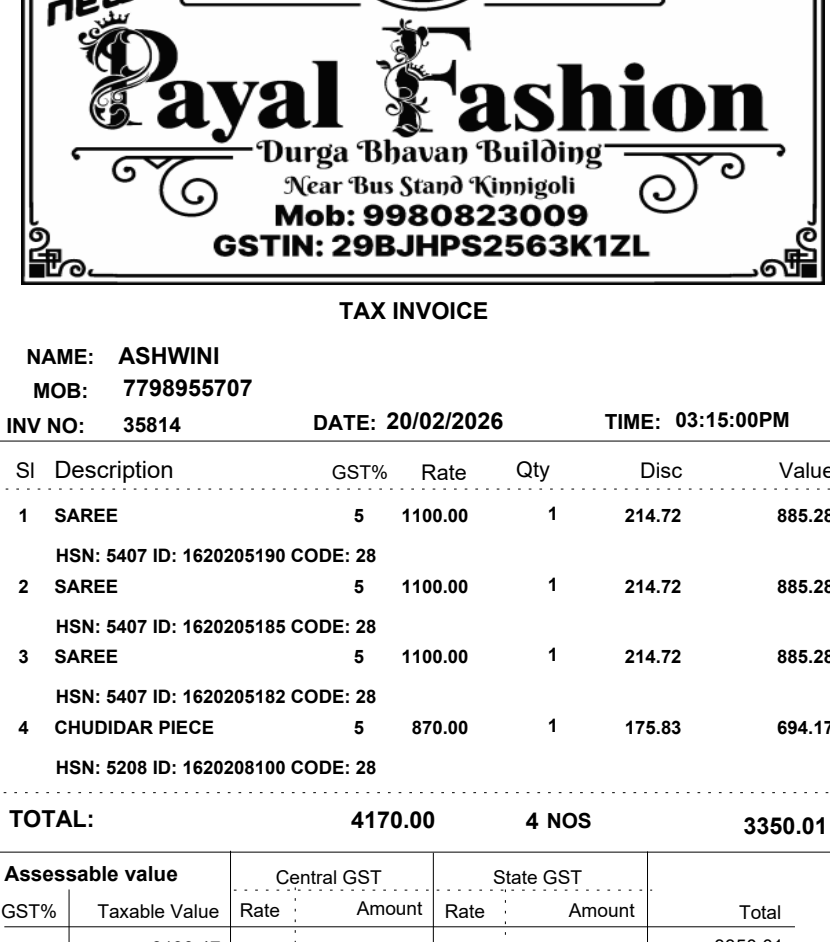 new
Payal Fashion
Durga Bhavan Building
Near Bus Stand Kinnigoli
Mob: 9980823009
GSTIN: 29BJHPS2563K1ZL
TAX INVOICE
NAME: ASHWINI
MOB: 7798955707
INV NO: 35814 DATE: 20/02/2026 TIME: 03:15:00PM
Sl Description GST% Rate Qty Disc Value
1 SAREE 5 1100.00 1 214.72 885.28
HSN: 5407 ID: 1620205190 CODE: 28
2 SAREE 5 1100.00 1 214.72 885.28
HSN: 5407 ID: 1620205185 CODE: 28
3 SAREE 5 1100.00 1 214.72 885.28
HSN: 5407 ID: 1620205182 CODE: 28
4 CHUDIDAR PIECE 5 870.00 1 175.83 694.17
HSN: 5208 ID: 1620208100 CODE: 28
TOTAL: 4170.00 4 NOS 3350.01
Assessable value Central GST State GST
GST% Taxable Value Rate Amount Rate Amount Total